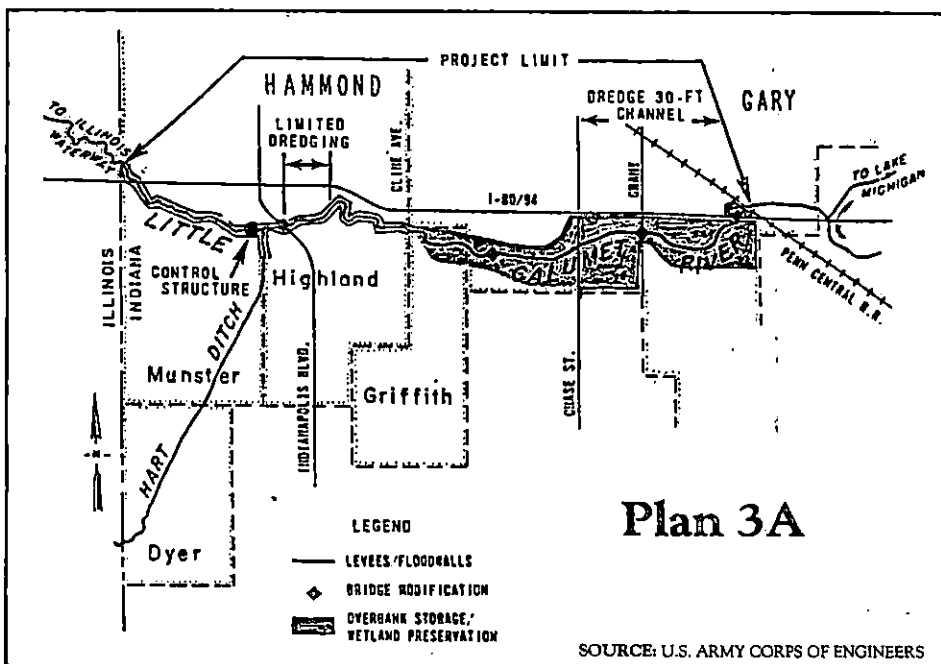 PROJECT LIMIT
HAMMOND
GARY
DREDGE 30-FT
CHANNEL
LIMITED
DREDGING
TO ILLINOIS
WATERWAY
CLINE AVE.
GRANT
I-80/94
TO LAKE
MICHIGAN
LITTLE
CALUMET
RIVER
CONTROL
STRUCTURE
Highland
ILLINOIS
INDIANA
PENN CENTRAL R.R.
HART DITCH
Munster
Griffith
INDIANAPOLIS BLVD.
CHASE ST.
Dyer
Plan 3A
LEGEND
LEVEES/FLOODWALLS
BRIDGE MODIFICATION
OVERBANK STORAGE/
WETLAND PRESERVATION
SOURCE: U.S. ARMY CORPS OF ENGINEERS